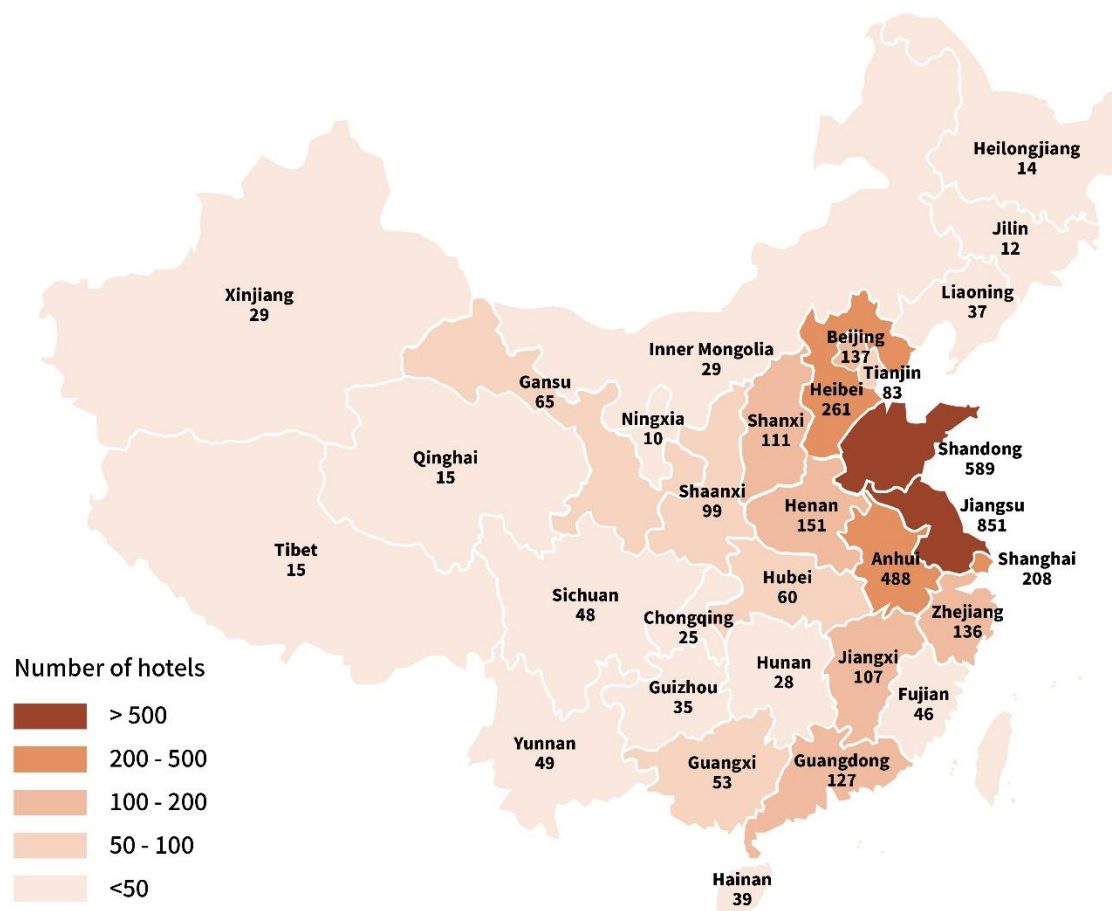 Heilongjiang
14
Jilin
12
Liaoning
37
Xinjiang
29
Beijing
137
Inner Mongolia
29
Tianjin
83
Gansu
65
Heibei
261
Ningxia
10
Shanxi
111
Shandong
589
Qinghai
15
Shaanxi
99
Henan
151
Jiangsu
851
Tibet
15
Anhui
488
Shanghai
208
Hubei
60
Sichuan
48
Chongqing
25
Zhejiang
136
Jiangxi
107
Hunan
28
Guizhou
35
Fujian
46
Yunnan
49
Guangxi
53
Guangdong
127
Hainan
39
Number of hotels
> 500
200 - 500
100 - 200
50 - 100
<50